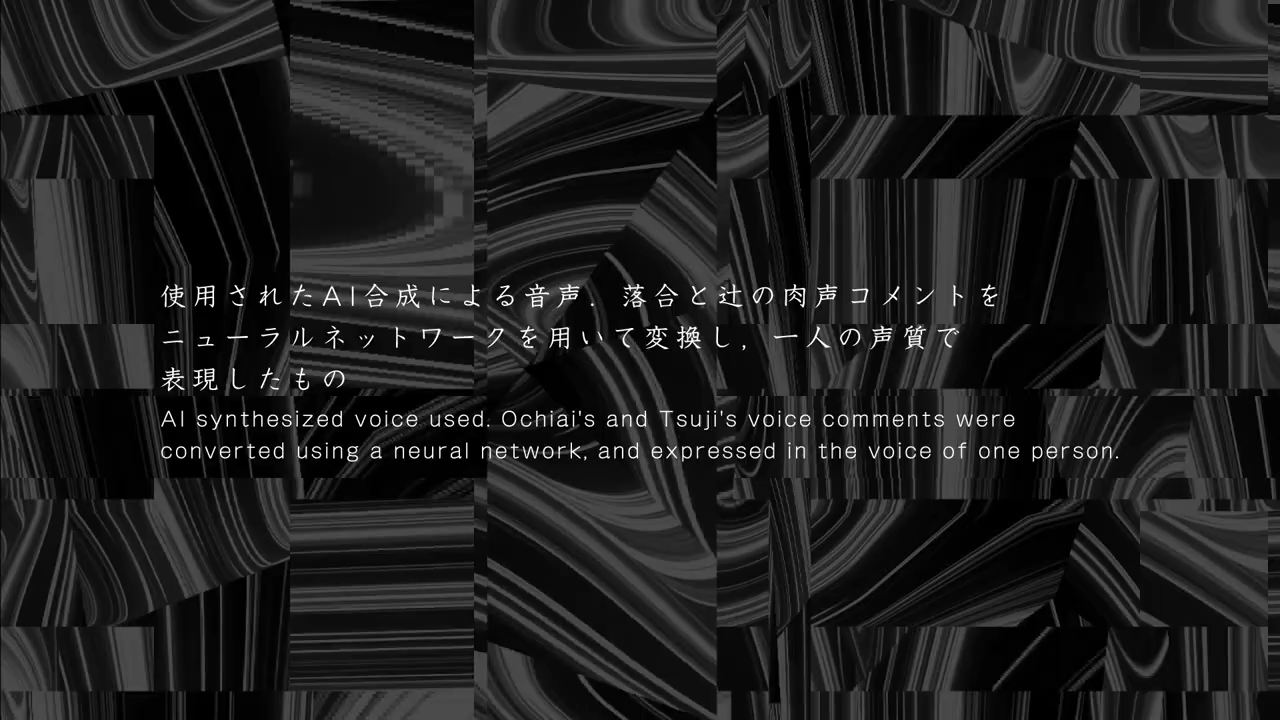 使用されたAI合成による音声．落合と辻の肉声コメントを
ニューラルネットワークを用いて変換し，一人の声質で
表現したもの
AI synthesized voice used. Ochiai's and Tsuji's voice comments were
converted using a neural network, and expressed in the voice of one person.